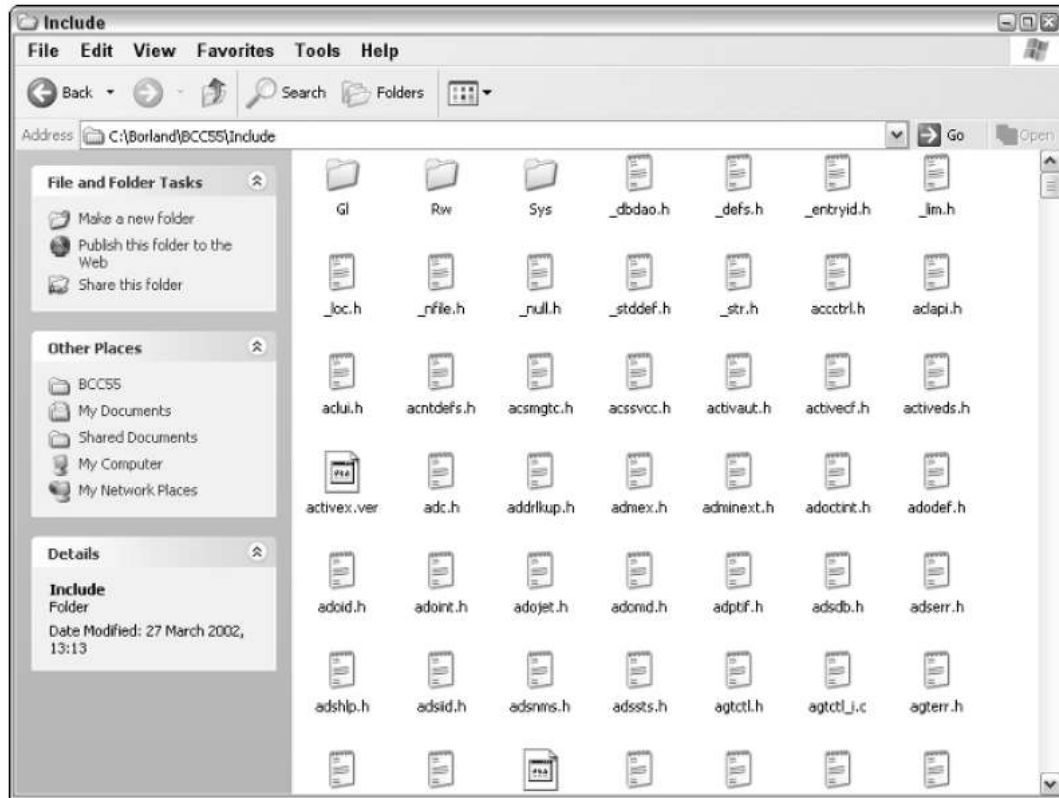 Include
File Edit View Favorites Tools Help
Back Search Folders
Address C:\Borland\BCC55\Include Go Open
File and Folder Tasks
Make a new folder
Publish this folder to the
Web
Share this folder
Other Places
BCC55
My Documents
Shared Documents
My Computer
My Network Places
Details
Include
Folder
Date Modified: 27 March 2002,
13:13
Gl Rw Sys _dbdao.h _defs.h _entryid.h _lim.h
_loc.h _nfile.h _null.h _stddef.h _str.h accctrl.h aclapi.h
aclui.h acntdefs.h acsmgtc.h acssvcc.h activaut.h activecf.h activeds.h
activex.ver adc.h addrlkup.h admex.h adminext.h adoctint.h adodef.h
adoid.h adoint.h adojet.h adomd.h adptif.h adsdb.h adserr.h
adshlp.h adsiid.h adsnms.h adssts.h agtctl.h agtctl_i.c agterr.h